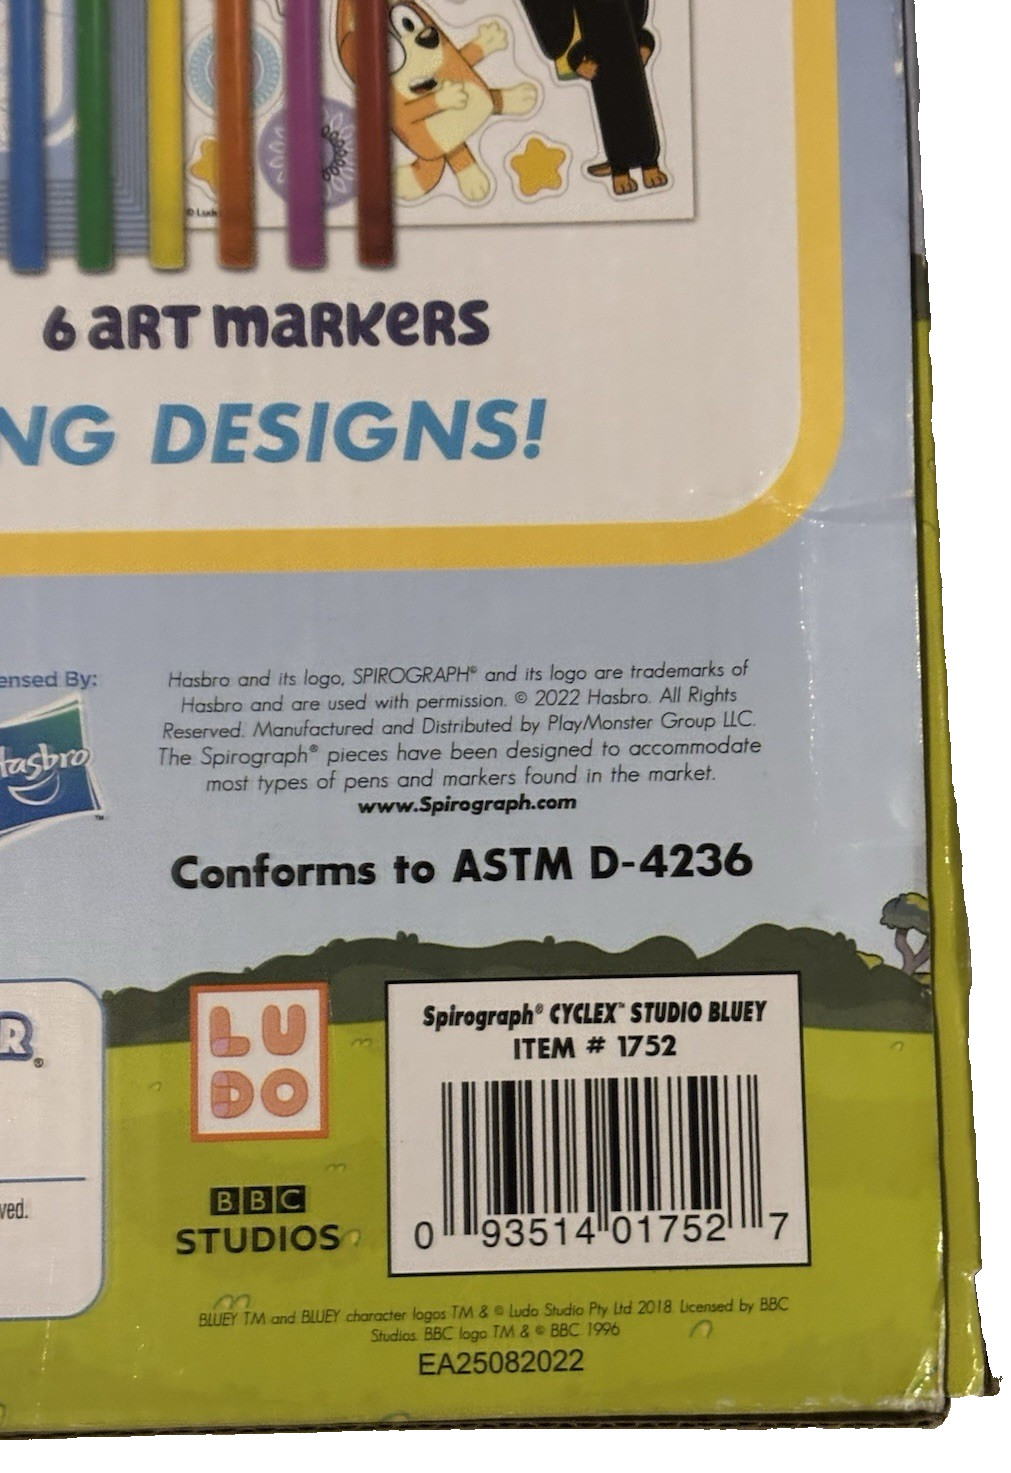 © Lud
6 ART MARKERS
NG DESIGNS!
ensed By:
Hasbro
TM
Hasbro and its logo, SPIROGRAPH® and its logo are trademarks of
Hasbro and are used with permission. © 2022 Hasbro. All Rights
Reserved. Manufactured and Distributed by PlayMonster Group LLC.
The Spirograph® pieces have been designed to accommodate
most types of pens and markers found in the market.
www.Spirograph.com
Conforms to ASTM D-4236
R®
ved.
LU
DO
BBC
STUDIOS
Spirograph® CYCLEX™ STUDIO BLUEY
ITEM # 1752
0 93514 01752 7
BLUEY TM and BLUEY character logos TM & © Ludo Studio Pty Ltd 2018. Licensed by BBC
Studios. BBC logo TM & © BBC 1996
EA25082022